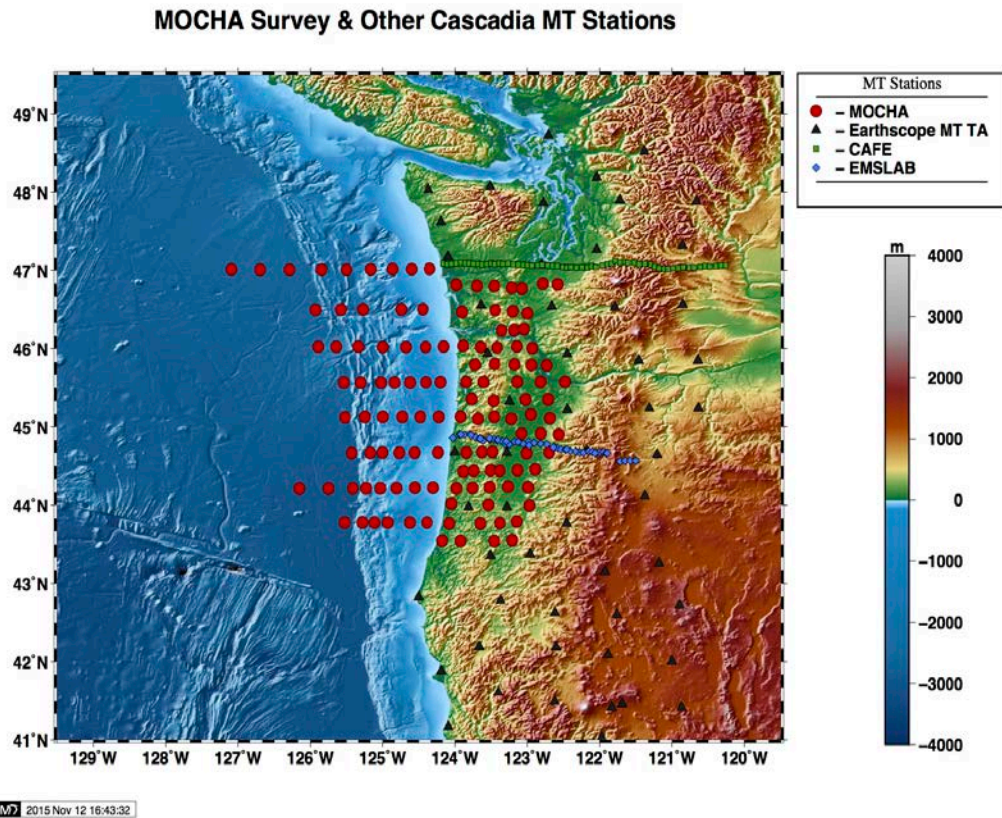 MOCHA Survey & Other Cascadia MT Stations
MT Stations
– MOCHA
– Earthscope MT TA
– CAFE
– EMSLAB
49°N
48°N
47°N
46°N
45°N
44°N
43°N
42°N
41°N
129°W 128°W 127°W 126°W 125°W 124°W 123°W 122°W 121°W 120°W
m
4000 4000
3000
2000
1000
0
–1000
–2000
–3000
–4000 –4000
2015 Nov 12 16:43:32